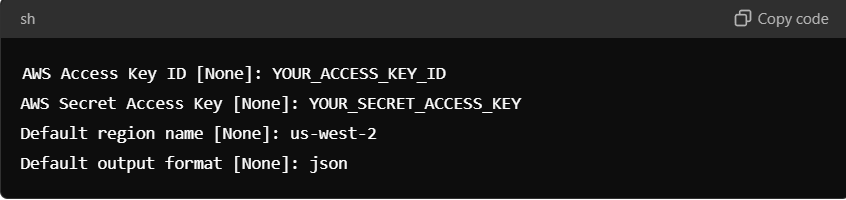 sh
Copy code
AWS Access Key ID [None]: YOUR_ACCESS_KEY_ID
AWS Secret Access Key [None]: YOUR_SECRET_ACCESS_KEY
Default region name [None]: us-west-2
Default output format [None]: json